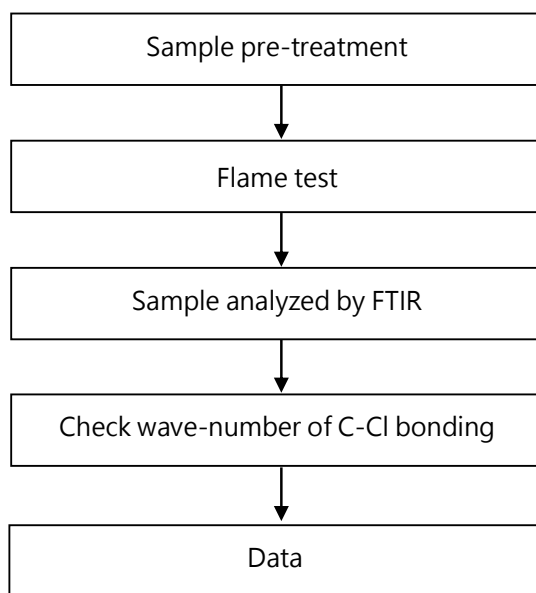 Sample pre-treatment
Flame test
Sample analyzed by FTIR
Check wave-number of C-Cl bonding
Data